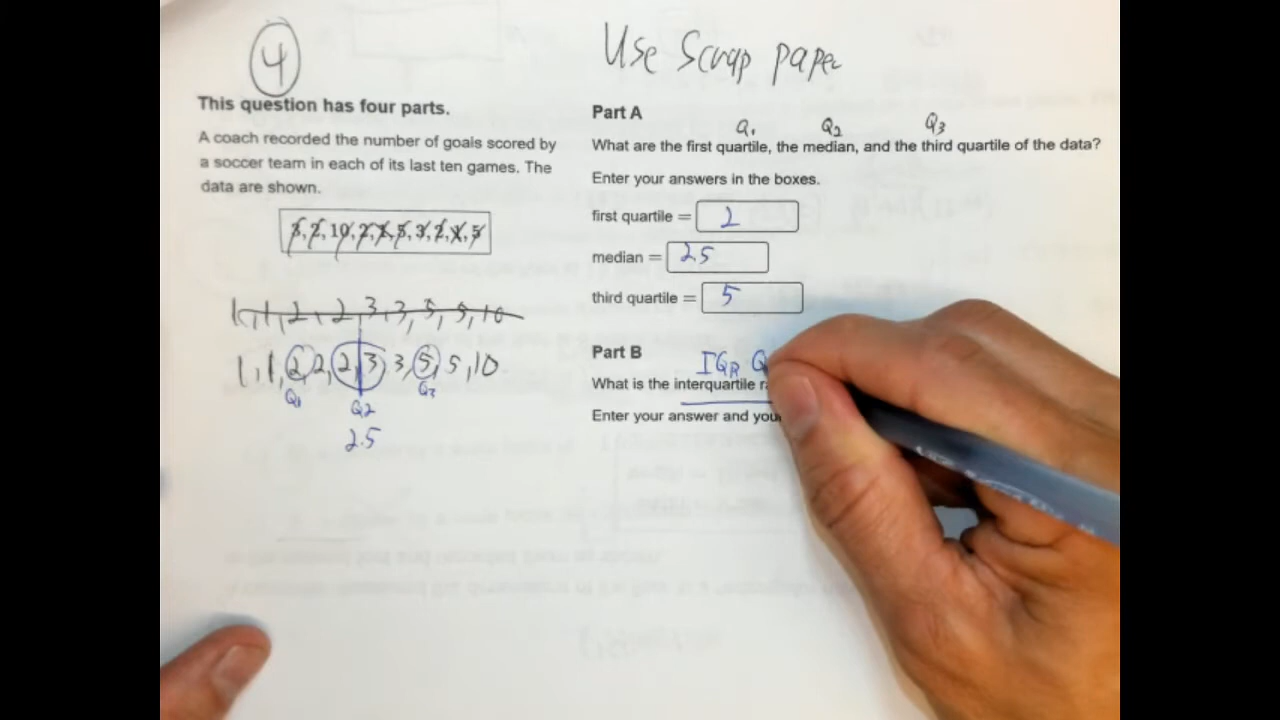 4
Use Scrap paper
This question has four parts.
A coach recorded the number of goals scored by
a soccer team in each of its last ten games. The
data are shown.
1, 1, 2, 2, 3, 3, 5, 5, 10
1, 1, 2, 2, 2, 3, 3, 5, 5, 10
Q1 Q2 Q3
2.5
Part A
Q1 Q2 Q3
What are the first quartile, the median, and the third quartile of the data?
Enter your answers in the boxes.
first quartile = 2
median = 2.5
third quartile = 5
Part B
IQR Q
What is the interquartile
Enter your answer and